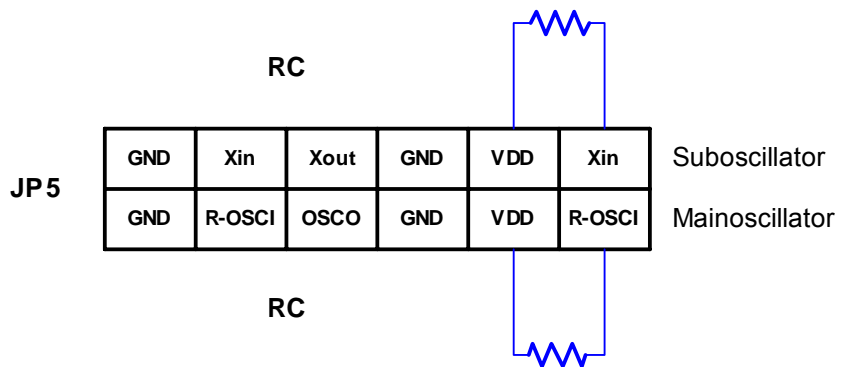 RC
GND Xin Xout GND VDD Xin Suboscillator
JP5
GND R-OSCI OSCO GND VDD R-OSCI Mainoscillator
RC